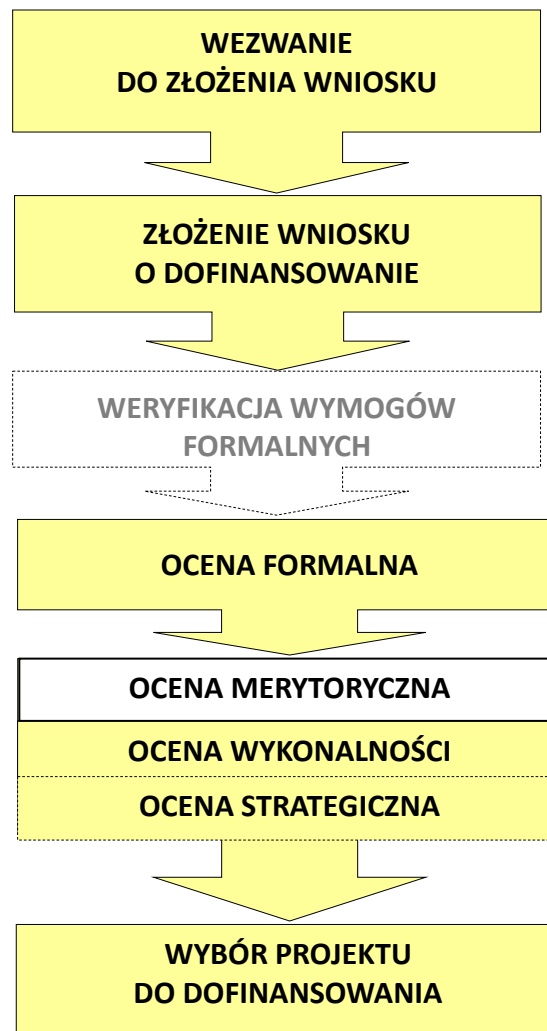 WEZWANIE
DO ZŁOŻENIA WNIOSKU
ZŁOŻENIE WNIOSKU
O DOFINANSOWANIE
WERYFIKACJA WYMOGÓW
FORMALNYCH
OCENA FORMALNA
OCENA MERYTORYCZNA
OCENA WYKONALNOŚCI
OCENA STRATEGICZNA
WYBÓR PROJEKTU
DO DOFINANSOWANIA